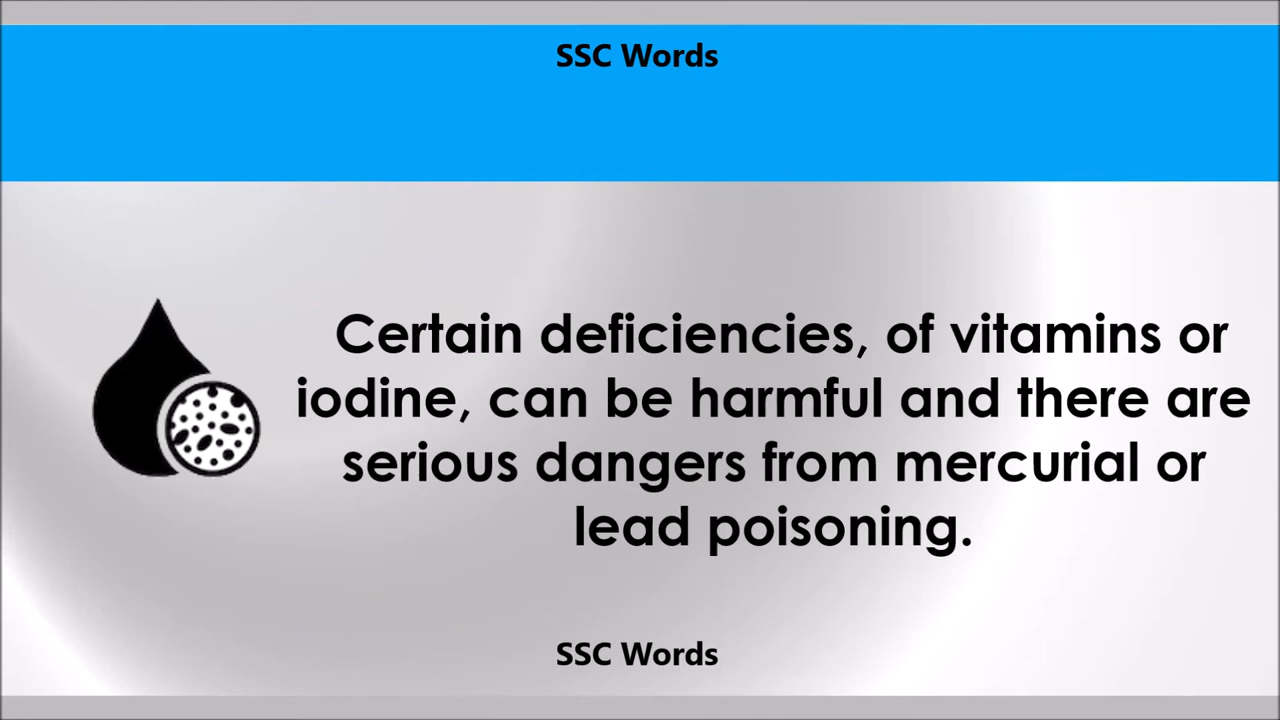 SSC Words
Certain deficiencies, of vitamins or
iodine, can be harmful and there are
serious dangers from mercurial or
lead poisoning.
SSC Words